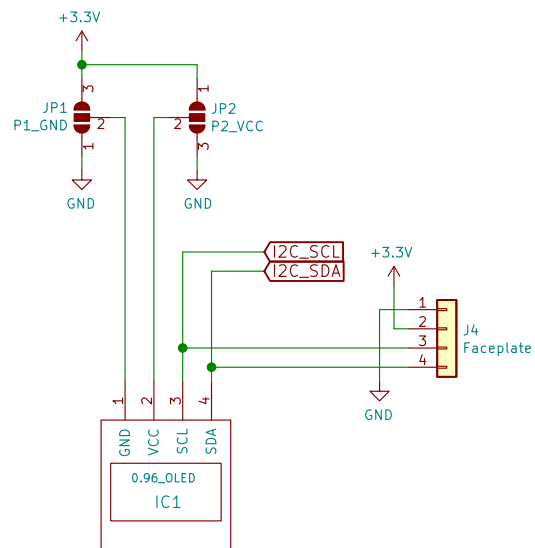 +3.3V
3
1
JP1
P1_GND
2
2
JP2
P2_VCC
1
3
GND
GND
I2C_SCL
I2C_SDA
+3.3V
1
2
3
4
J4
Faceplate
GND
1
2
3
4
GND
VCC
SCL
SDA
0.96_OLED
IC1